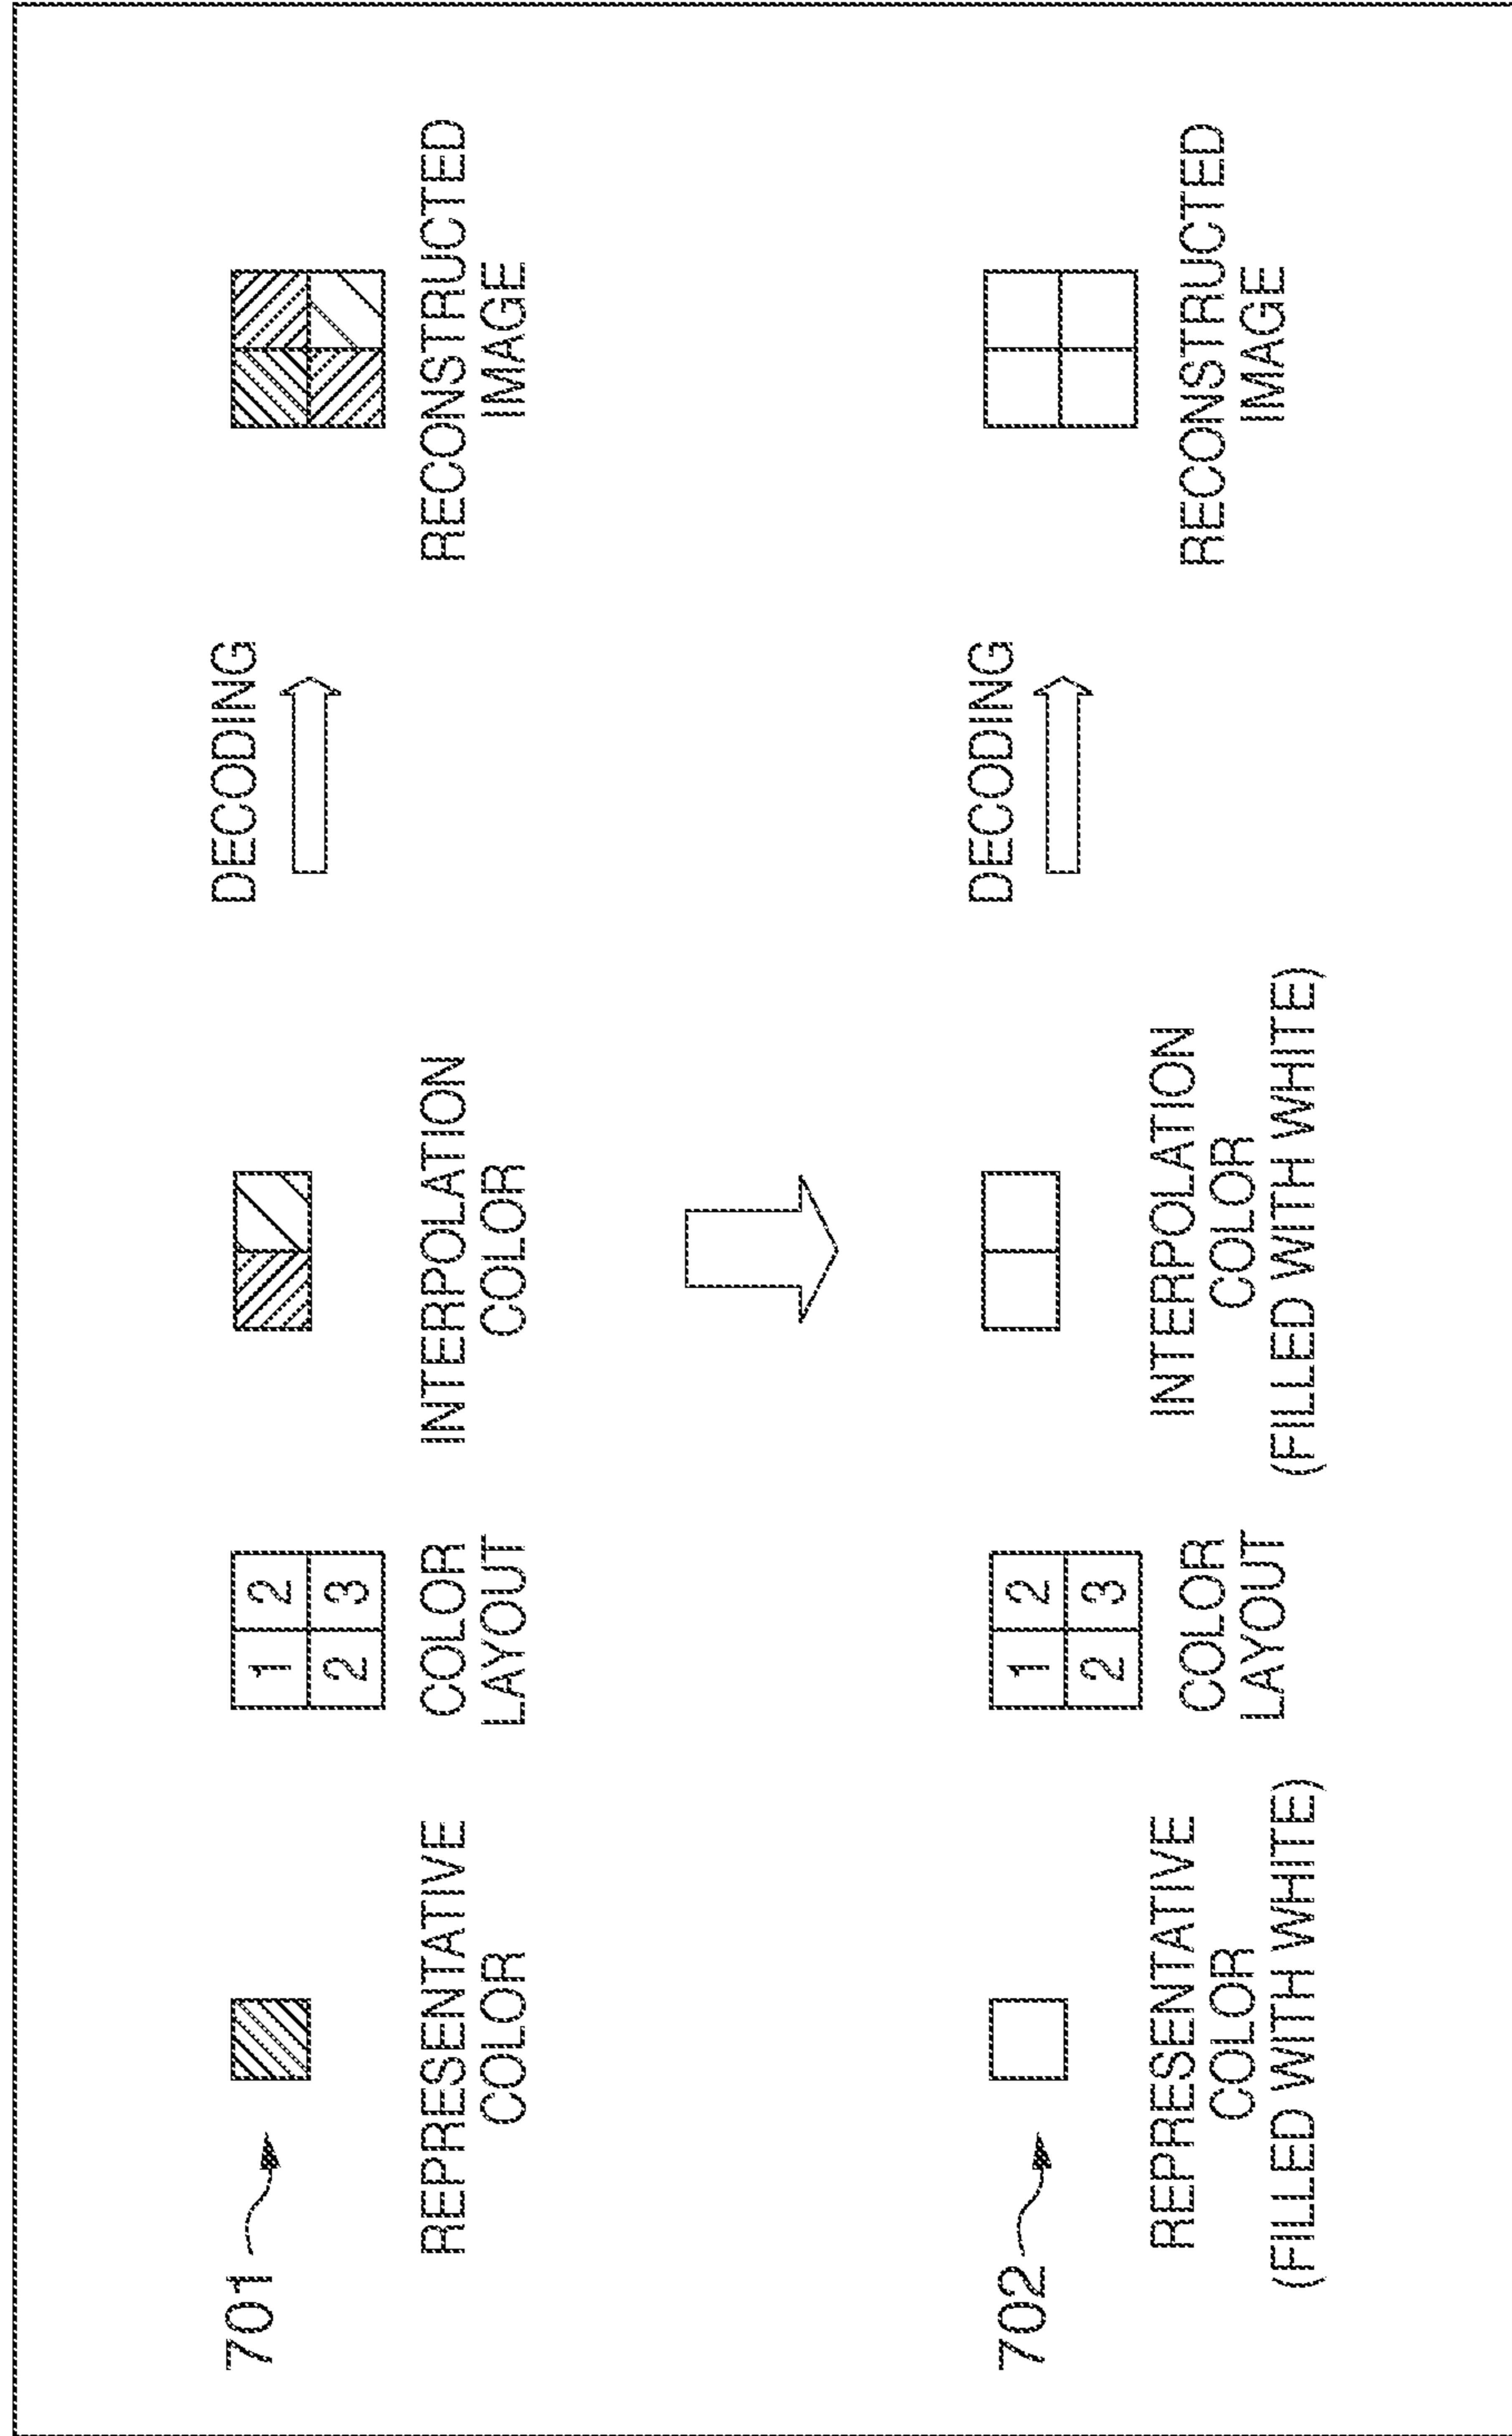 701
1 2
2 3
DECODING
REPRESENTATIVE
COLOR
COLOR
LAYOUT
INTERPOLATION
COLOR
RECONSTRUCTED
IMAGE
702
1 2
2 3
DECODING
REPRESENTATIVE
COLOR
(FILLED WITH WHITE)
COLOR
LAYOUT
INTERPOLATION
COLOR
(FILLED WITH WHITE)
RECONSTRUCTED
IMAGE